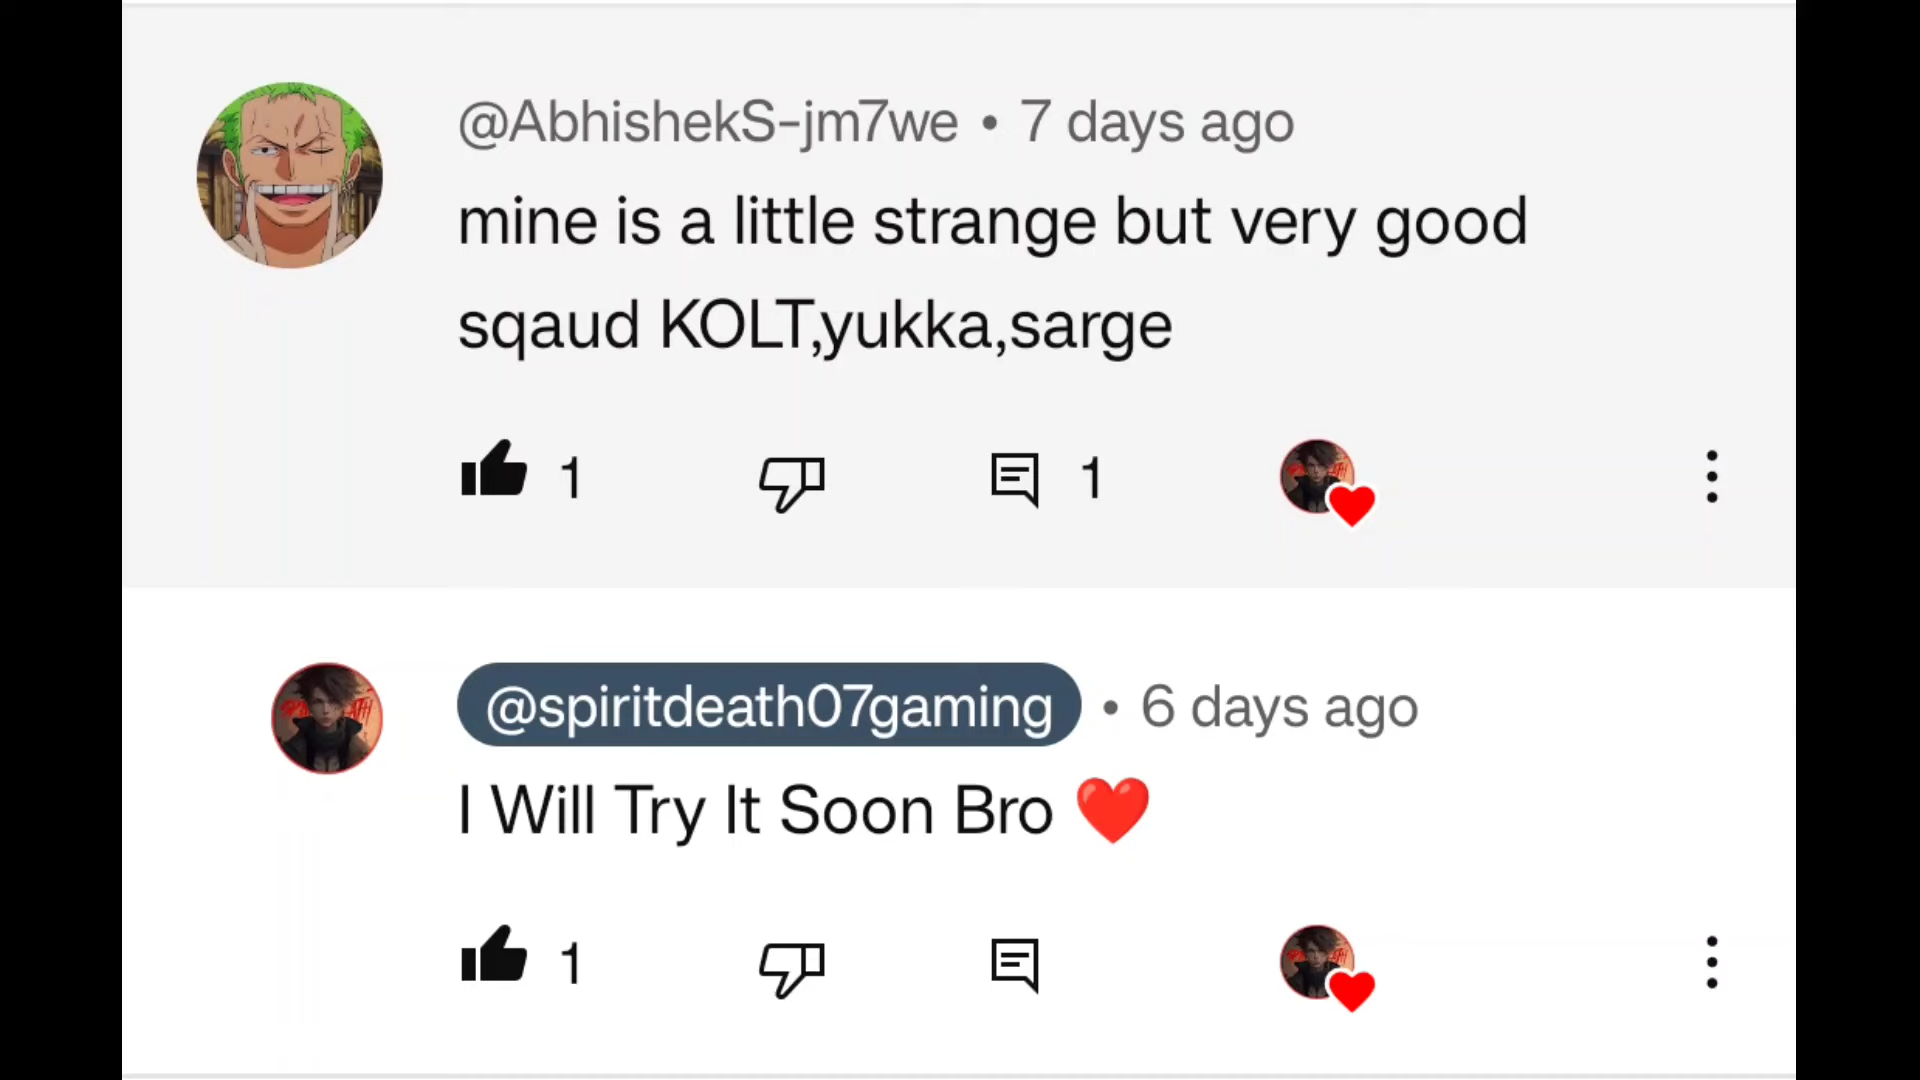 @AbhishekS-jm7we • 7 days ago
mine is a little strange but very good
sqaud KOLT,yukka,sarge
1 1
@spiritdeath07gaming • 6 days ago
I Will Try It Soon Bro ❤️
1